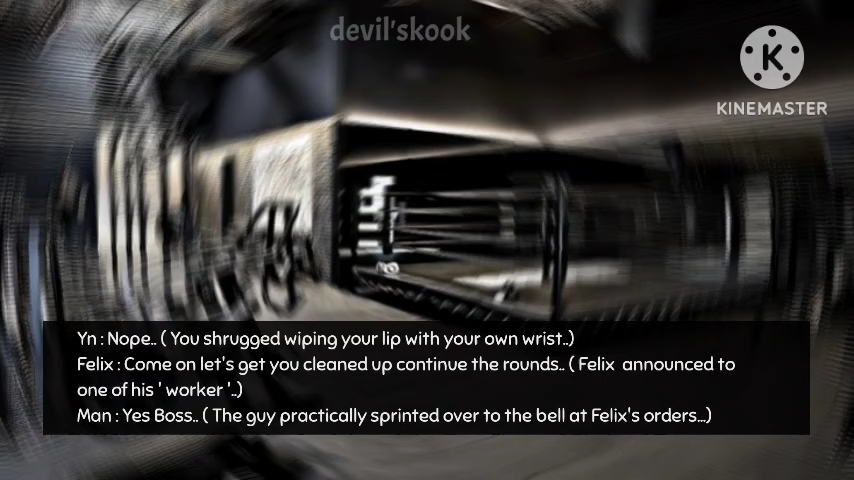 devil'skook
K
KINEMASTER
Yn : Nope.. ( You shrugged wiping your lip with your own wrist..)
Felix : Come on let's get you cleaned up continue the rounds.. ( Felix  announced to
one of his ' worker '..)
Man : Yes Boss.. ( The guy practically sprinted over to the bell at Felix's orders...)